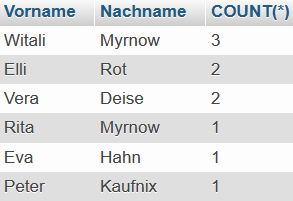 Vorname Nachname COUNT(*)
Witali Myrnow 3
Elli Rot 2
Vera Deise 2
Rita Myrnow 1
Eva Hahn 1
Peter Kaufnix 1